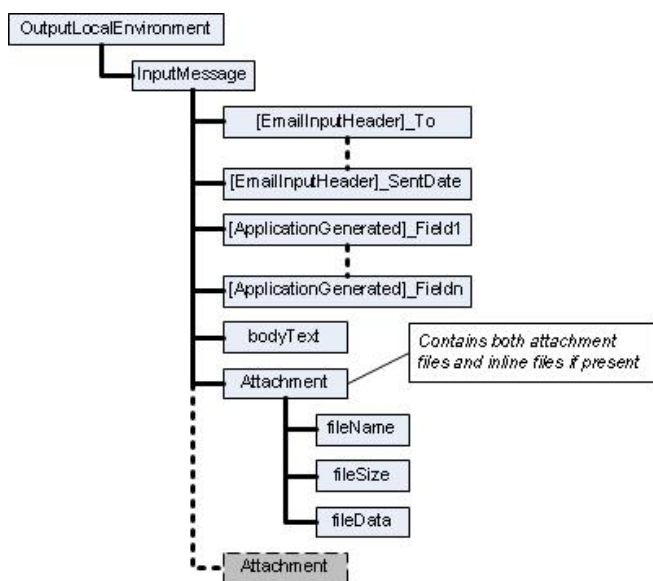 OutputLocalEnvironment
InputMessage
[EmailInputHeader]_To
[EmailInputHeader]_SentDate
[ApplicationGenerated]_Field1
[ApplicationGenerated]_Fieldn
bodyText
Contains both attachment
files and inline files if present
Attachment
fileName
fileSize
fileData
Attachment